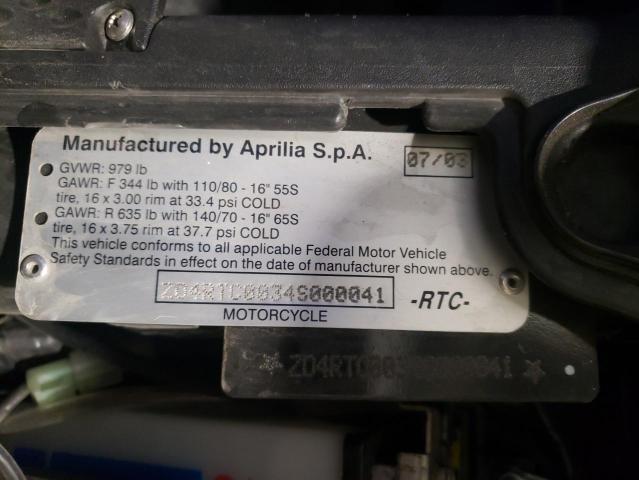 Manufactured by Aprilia S.p.A. 07/03
GVWR: 979 lb
GAWR: F 344 lb with 110/80 - 16" 55S
tire, 16 x 3.00 rim at 33.4 psi COLD
GAWR: R 635 lb with 140/70 - 16" 65S
tire, 16 x 3.75 rim at 37.7 psi COLD
This vehicle conforms to all applicable Federal Motor Vehicle
Safety Standards in effect on the date of manufacturer shown above.
ZD4RTC0034S000041 -RTC-
MOTORCYCLE